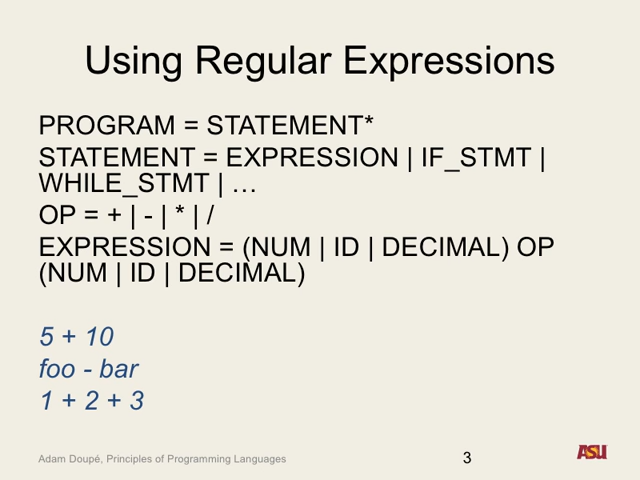 Using Regular Expressions
PROGRAM = STATEMENT*
STATEMENT = EXPRESSION | IF_STMT |
WHILE_STMT | …
OP = + | - | * | /
EXPRESSION = (NUM | ID | DECIMAL) OP
(NUM | ID | DECIMAL)
5 + 10
foo - bar
1 + 2 + 3
Adam Doupé, Principles of Programming Languages
3
ASU